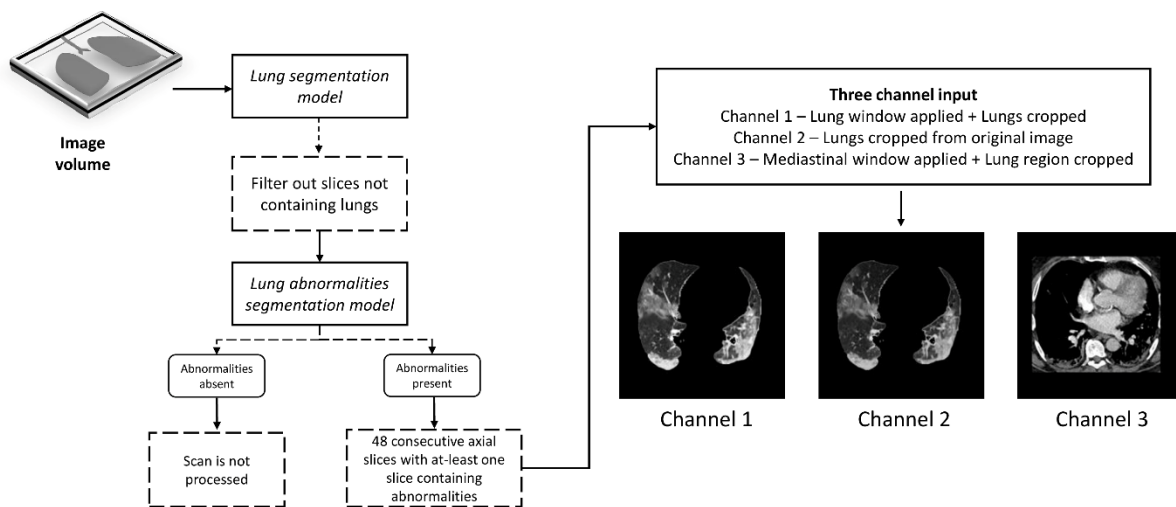 Image
volume
Lung segmentation
model
Filter out slices not
containing lungs
Lung abnormalities
segmentation model
Abnormalities
absent
Abnormalities
present
Scan is not
processed
48 consecutive axial
slices with at-least one
slice containing
abnormalities
Three channel input
Channel 1 – Lung window applied + Lungs cropped
Channel 2 – Lungs cropped from original image
Channel 3 – Mediastinal window applied + Lung region cropped
Channel 1
Channel 2
Channel 3